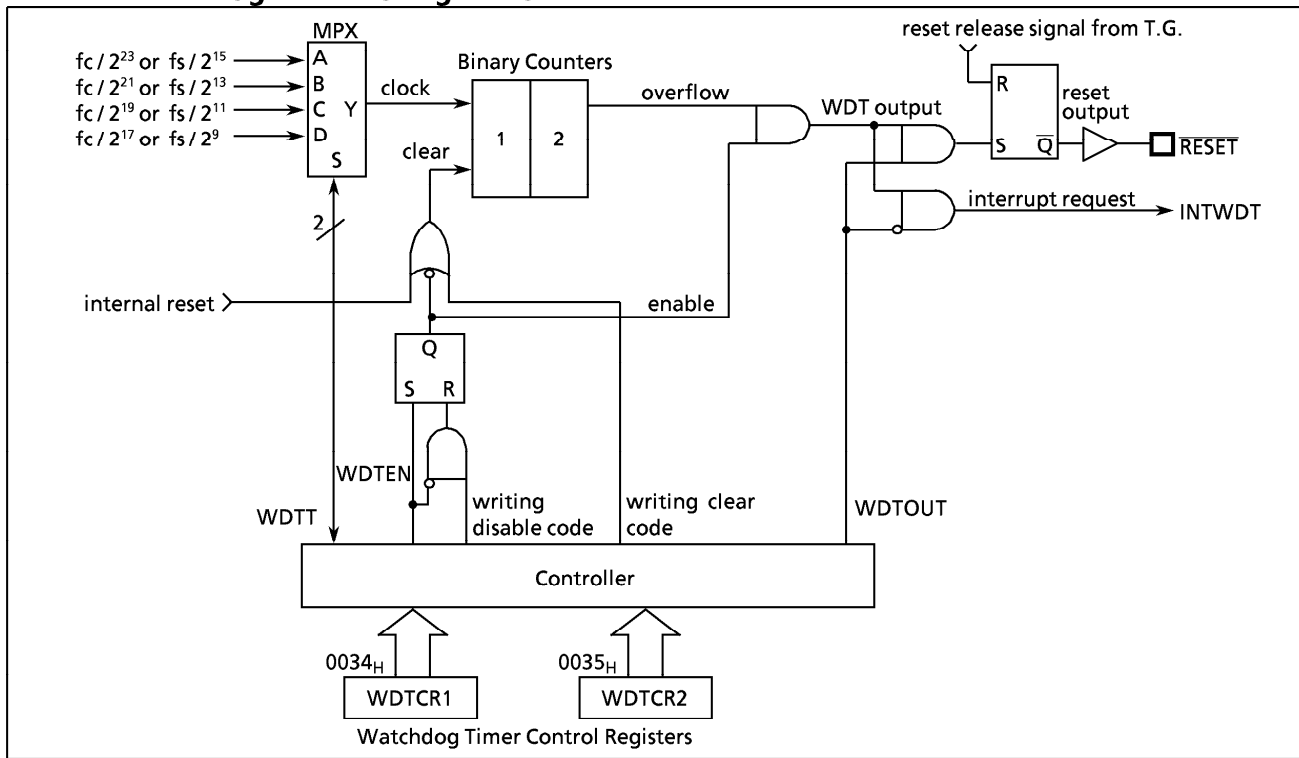 MPX
fc / 2²³ or fs / 2¹⁵
fc / 2²¹ or fs / 2¹³
fc / 2¹⁹ or fs / 2¹¹
fc / 2¹⁷ or fs / 2⁹
A
B
C
D
Y
S
clock
clear
2
Binary Counters
1
2
overflow
WDT output
reset release signal from T.G.
R
S
Q̅
reset
output
R̅E̅S̅E̅T̅
interrupt request
INTWDT
internal reset
enable
Q
S R
WDTEN
WDTT
writing
disable code
writing clear
code
WDTOUT
Controller
0034H
0035H
WDTCR1
WDTCR2
Watchdog Timer Control Registers